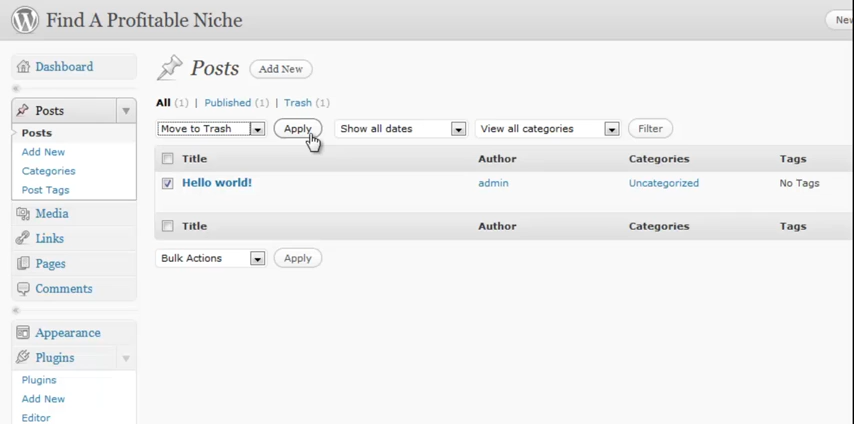 Find A Profitable Niche
New
Dashboard
Posts
Posts
Add New
Categories
Post Tags
Media
Links
Pages
Comments
Appearance
Plugins
Plugins
Add New
Editor
Posts Add New
All (1) | Published (1) | Trash (1)
Move to Trash Apply Show all dates View all categories Filter
Title Author Categories Tags
Hello world! admin Uncategorized No Tags
Title Author Categories Tags
Bulk Actions Apply